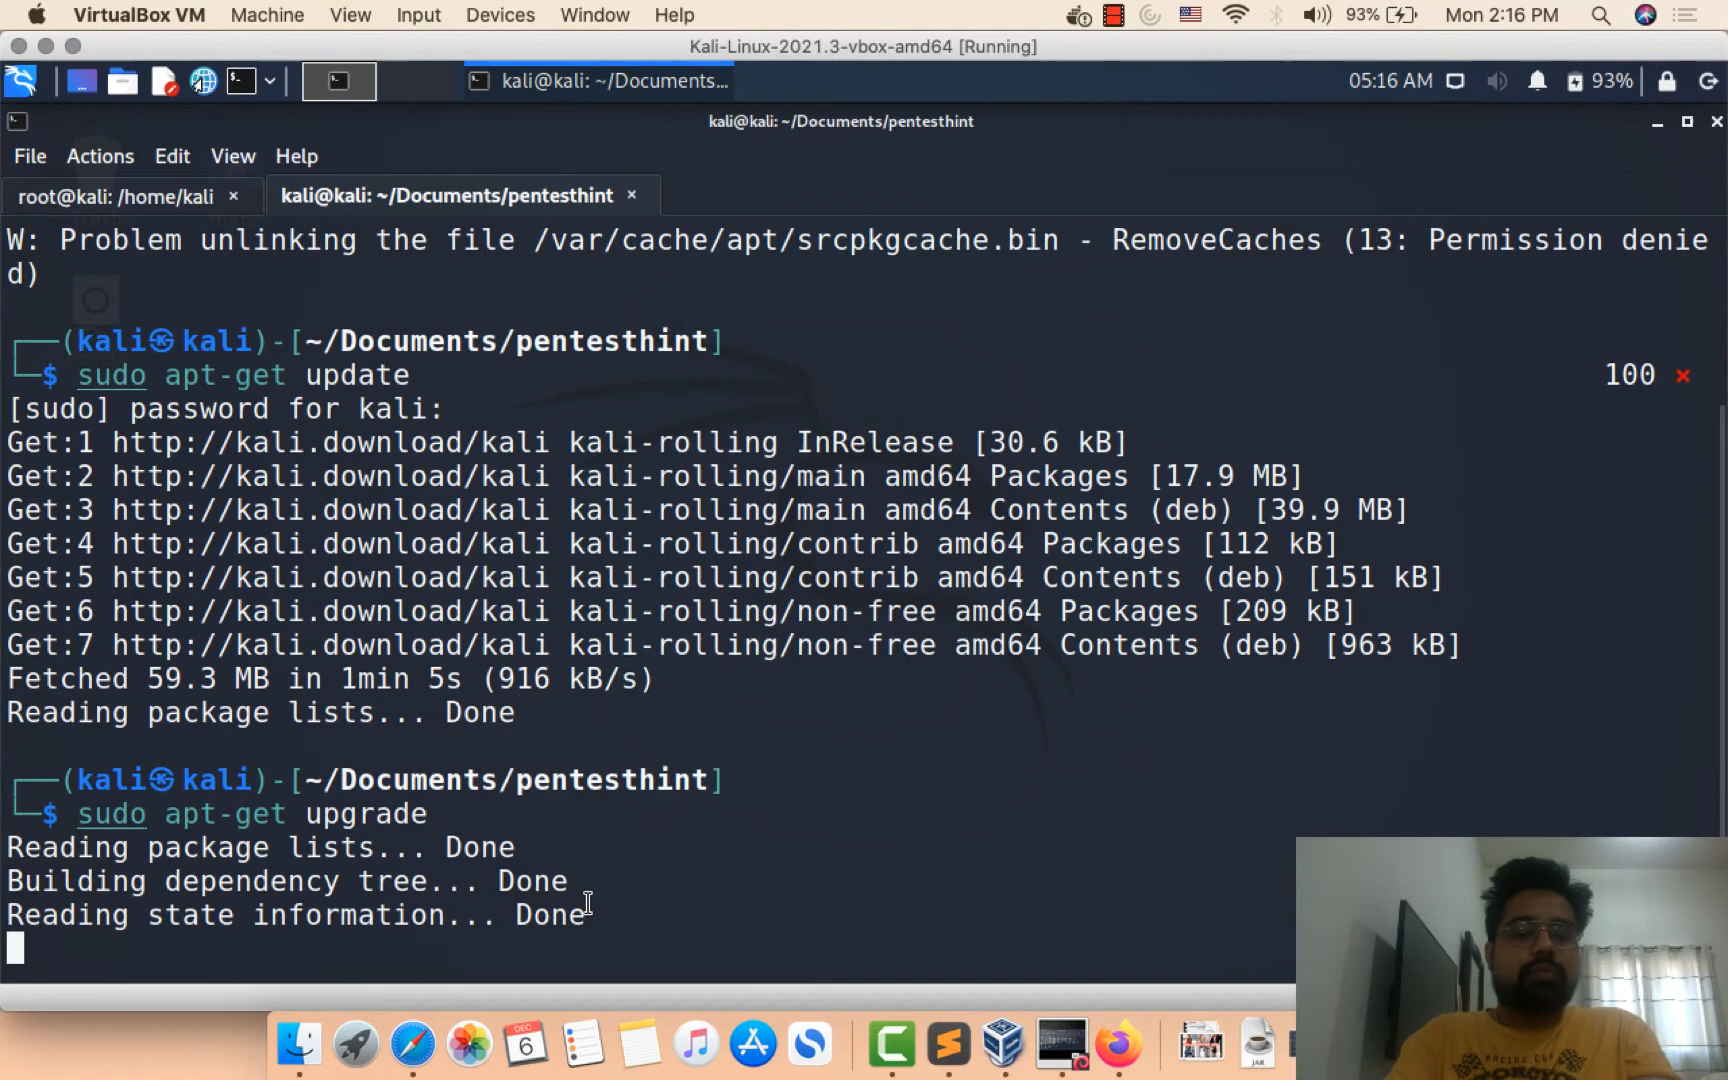 VirtualBox VM Machine View Input Devices Window Help 93% Mon 2:16 PM
Kali-Linux-2021.3-vbox-amd64 [Running]
kali@kali: ~/Documents... 05:16 AM 93%
kali@kali: ~/Documents/pentesthint
File Actions Edit View Help
root@kali: /home/kali × kali@kali: ~/Documents/pentesthint ×
W: Problem unlinking the file /var/cache/apt/srcpkgcache.bin - RemoveCaches (13: Permission denie
d)
┌──(kali㉿kali)-[~/Documents/pentesthint]
└─$ sudo apt-get update 100 ×
[sudo] password for kali:
Get:1 http://kali.download/kali kali-rolling InRelease [30.6 kB]
Get:2 http://kali.download/kali kali-rolling/main amd64 Packages [17.9 MB]
Get:3 http://kali.download/kali kali-rolling/main amd64 Contents (deb) [39.9 MB]
Get:4 http://kali.download/kali kali-rolling/contrib amd64 Packages [112 kB]
Get:5 http://kali.download/kali kali-rolling/contrib amd64 Contents (deb) [151 kB]
Get:6 http://kali.download/kali kali-rolling/non-free amd64 Packages [209 kB]
Get:7 http://kali.download/kali kali-rolling/non-free amd64 Contents (deb) [963 kB]
Fetched 59.3 MB in 1min 5s (916 kB/s)
Reading package lists... Done
┌──(kali㉿kali)-[~/Documents/pentesthint]
└─$ sudo apt-get upgrade
Reading package lists... Done
Building dependency tree... Done
Reading state information... Done
DEC
6
JAR